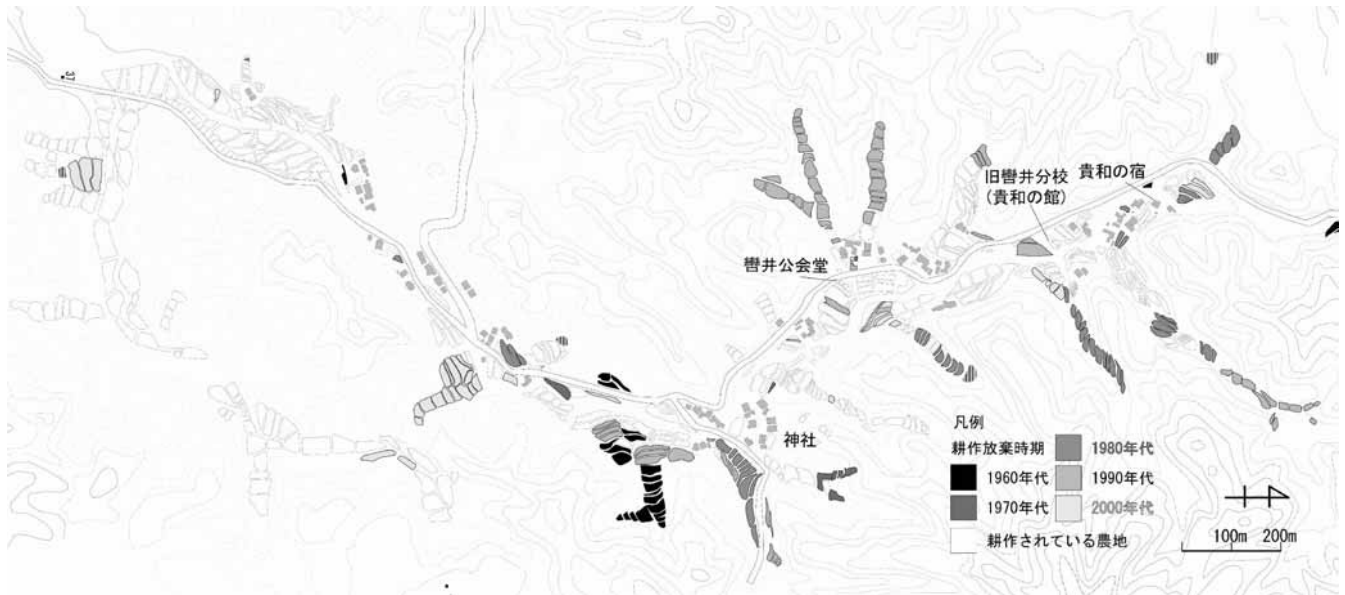 37
旧轡井分校
(貴和の館)
貴和の宿
轡井公会堂
神社
凡例
耕作放棄時期
1960年代
1970年代
1980年代
1990年代
2000年代
耕作されている農地
100m 200m